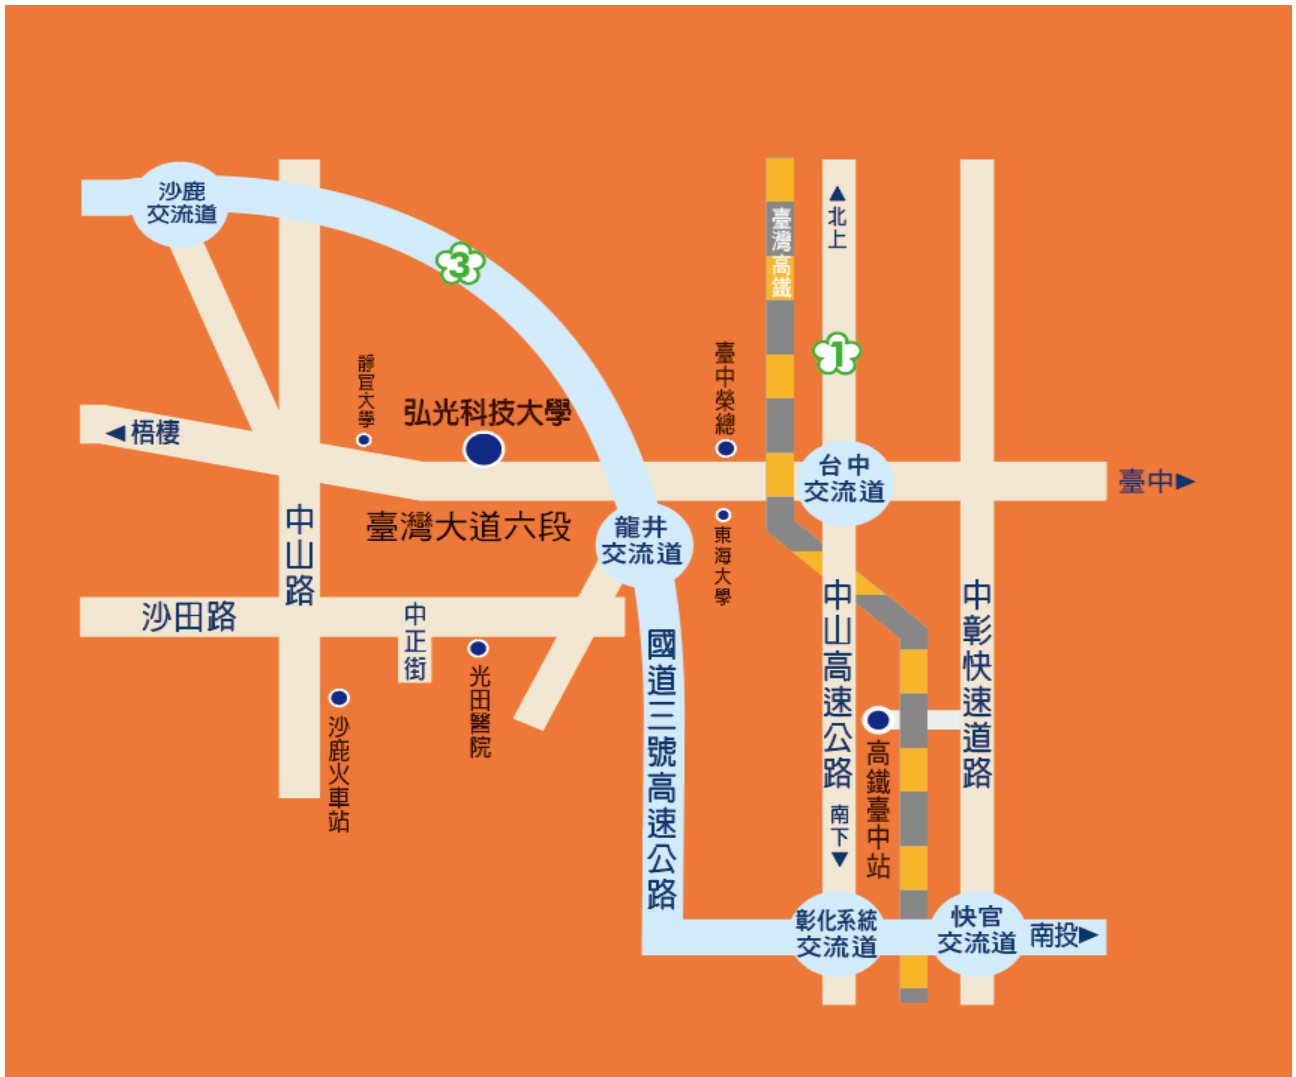 沙鹿
交流道
臺灣高鐵
▲
北上
3
1
靜宜大學
弘光科技大學
臺中榮總
◀梧棲
台中
交流道
臺中▶
中山路
臺灣大道六段
龍井
交流道
東海大學
沙田路
中正街
光田醫院
沙鹿火車站
國道三號高速公路
中山高速公路
中彰快速道路
高鐵臺中站
南下
▼
彰化系統
交流道
快官
交流道
南投▶